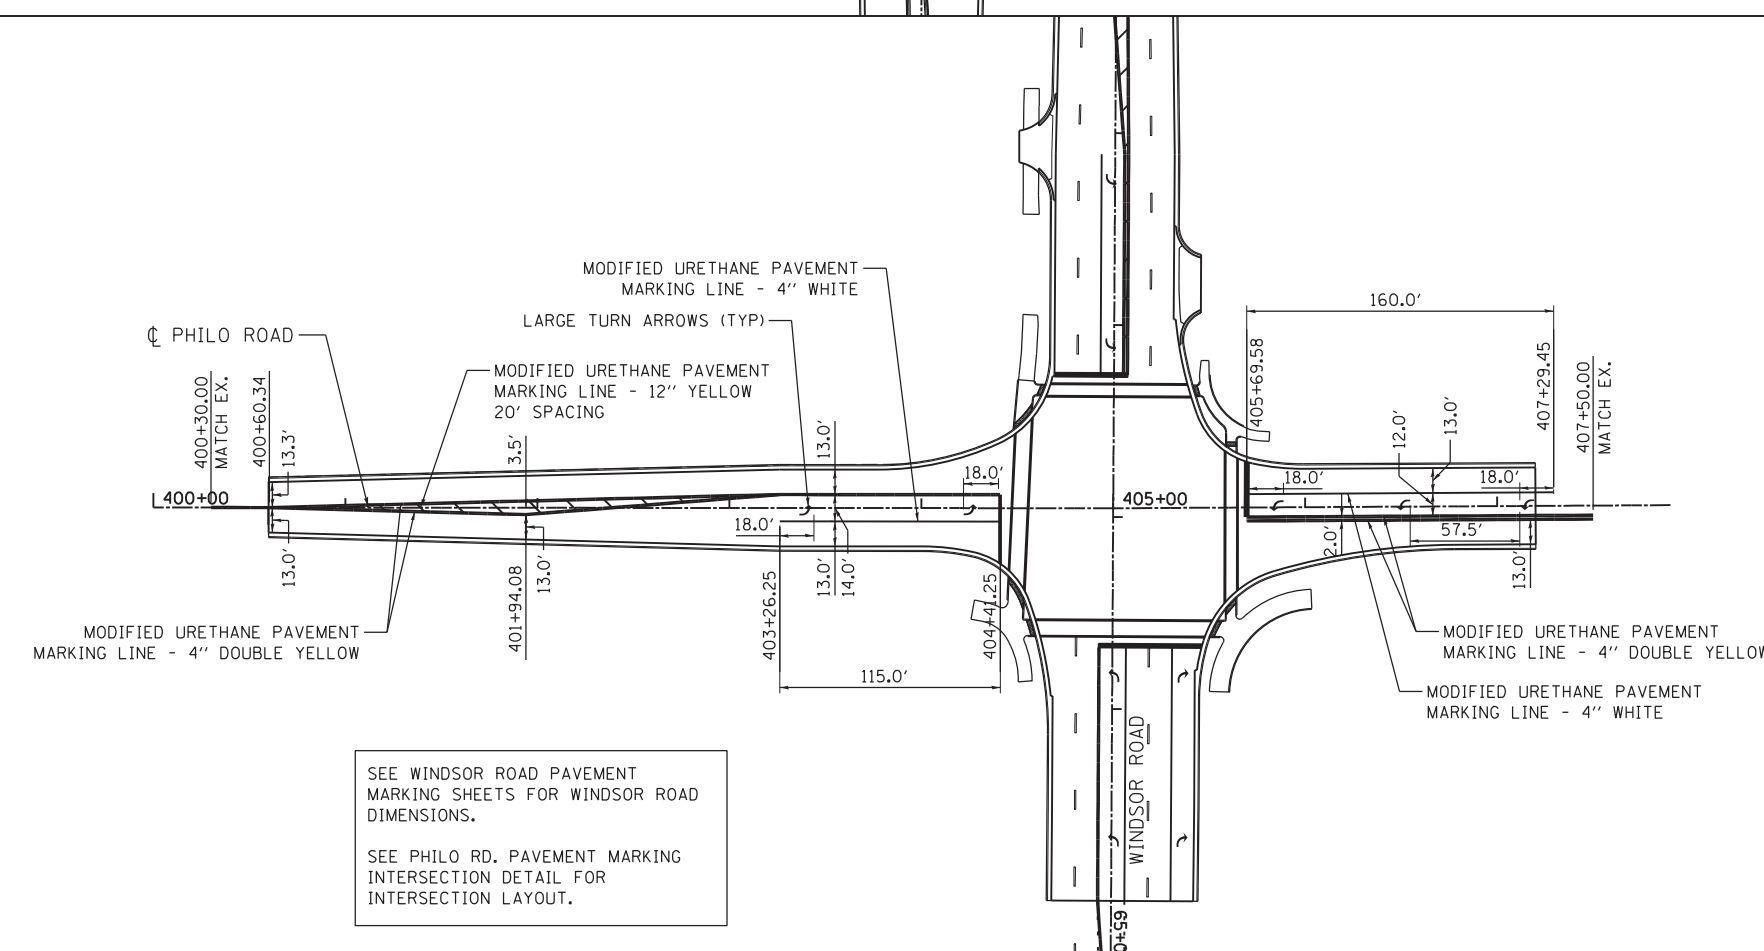 MODIFIED URETHANE PAVEMENT
MARKING LINE - 4'' WHITE
LARGE TURN ARROWS (TYP)
℄ PHILO ROAD
MODIFIED URETHANE PAVEMENT
MARKING LINE - 12'' YELLOW
20' SPACING
400+30.00
MATCH EX.
400+60.34
13.3'
3.5'
13.0'
18.0'
400+00
18.0'
13.0'
401+94.08
13.0'
403+26.25
13.0'
14.0'
404+41.25
115.0'
MODIFIED URETHANE PAVEMENT
MARKING LINE - 4'' DOUBLE YELLOW
160.0'
405+69.58
407+29.45
407+50.00
MATCH EX.
12.0'
13.0'
18.0'
18.0'
405+00
57.5'
2.0'
13.0'
MODIFIED URETHANE PAVEMENT
MARKING LINE - 4'' DOUBLE YELLOW
MODIFIED URETHANE PAVEMENT
MARKING LINE - 4'' WHITE
WINDSOR ROAD
65+0
SEE WINDSOR ROAD PAVEMENT
MARKING SHEETS FOR WINDSOR ROAD
DIMENSIONS.
SEE PHILO RD. PAVEMENT MARKING
INTERSECTION DETAIL FOR
INTERSECTION LAYOUT.